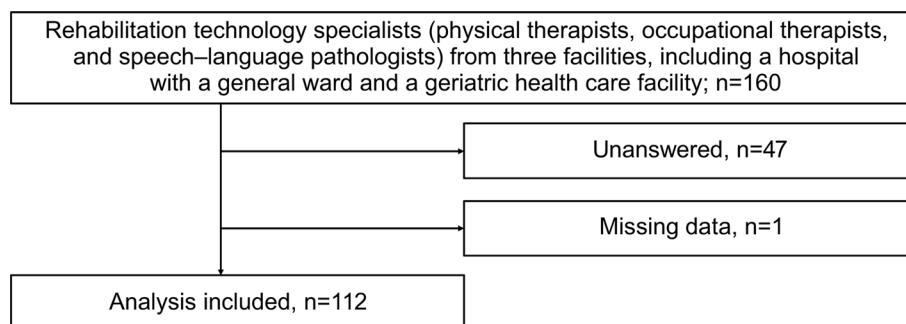 Rehabilitation technology specialists (physical therapists, occupational therapists,
and speech–language pathologists) from three facilities, including a hospital
with a general ward and a geriatric health care facility; n=160
Unanswered, n=47
Missing data, n=1
Analysis included, n=112